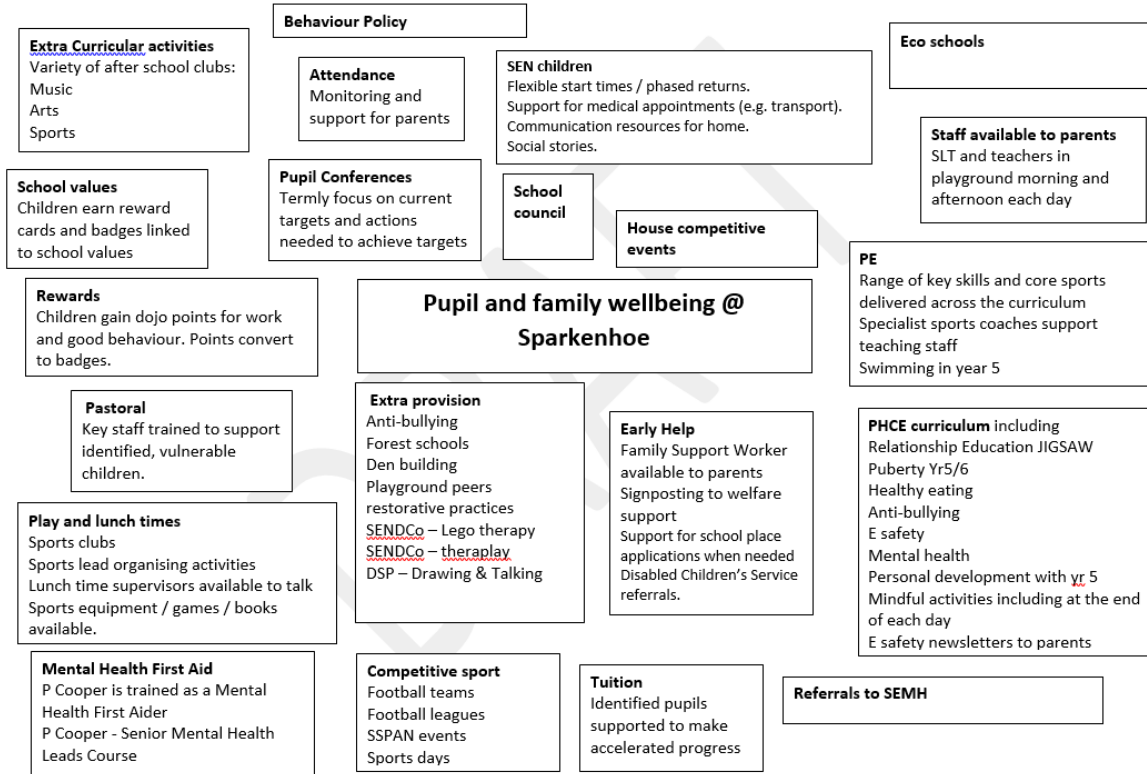 Behaviour Policy
Extra Curricular activities
Variety of after school clubs:
Music
Arts
Sports
Attendance
Monitoring and
support for parents
SEN children
Flexible start times / phased returns.
Support for medical appointments (e.g. transport).
Communication resources for home.
Social stories.
Eco schools
Staff available to parents
SLT and teachers in
playground morning and
afternoon each day
School values
Children earn reward
cards and badges linked
to school values
Pupil Conferences
Termly focus on current
targets and actions
needed to achieve targets
School
council
House competitive
events
PE
Range of key skills and core sports
delivered across the curriculum
Specialist sports coaches support
teaching staff
Swimming in year 5
Rewards
Children gain dojo points for work
and good behaviour. Points convert
to badges.
Pupil and family wellbeing @
Sparkenhoe
Pastoral
Key staff trained to support
identified, vulnerable
children.
Extra provision
Anti-bullying
Forest schools
Den building
Playground peers
restorative practices
SENDCo – Lego therapy
SENDCo – theraplay
DSP – Drawing & Talking
Early Help
Family Support Worker
available to parents
Signposting to welfare
support
Support for school place
applications when needed
Disabled Children's Service
referrals.
PHCE curriculum including
Relationship Education JIGSAW
Puberty Yr5/6
Healthy eating
Anti-bullying
E safety
Mental health
Personal development with yr 5
Mindful activities including at the end
of each day
E safety newsletters to parents
Play and lunch times
Sports clubs
Sports lead organising activities
Lunch time supervisors available to talk
Sports equipment / games / books
available.
Mental Health First Aid
P Cooper is trained as a Mental
Health First Aider
P Cooper - Senior Mental Health
Leads Course
Competitive sport
Football teams
Football leagues
SSPAN events
Sports days
Tuition
Identified pupils
supported to make
accelerated progress
Referrals to SEMH
DRAFT